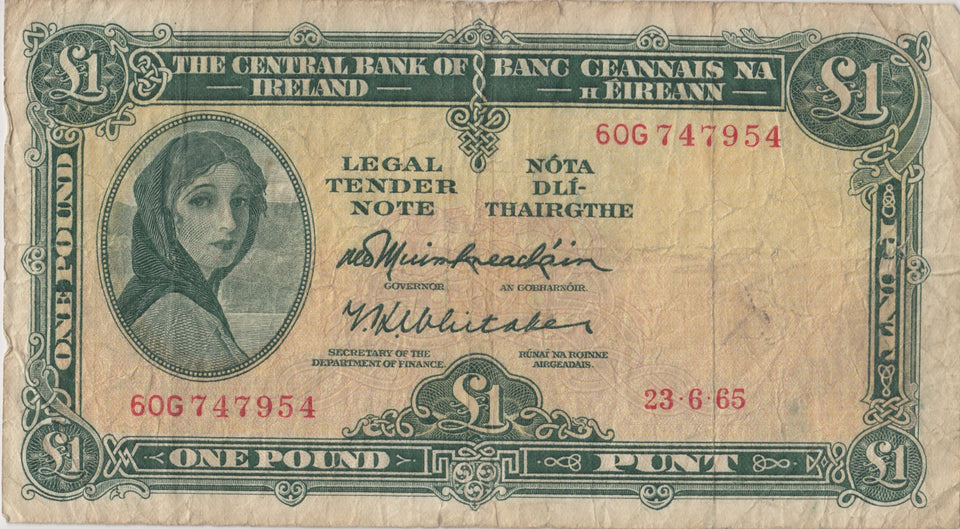 £1
THE CENTRAL BANK OF
IRELAND
BANC CEANNAIS NA
H ÉIREANN
£1
60G 747954
LEGAL
TENDER
NOTE
NÓTA
DLÍ-
THAIRGTHE
GOVERNOR
AN GOBHARNÓIR.
T.K. Whitaker
SECRETARY OF THE
DEPARTMENT OF FINANCE.
RÚNAÍ NA ROINNE
AIRGEADAIS.
ONE POUND
60G 747954
£1
23·6·65
£1
ONE POUND
PUNT
£1